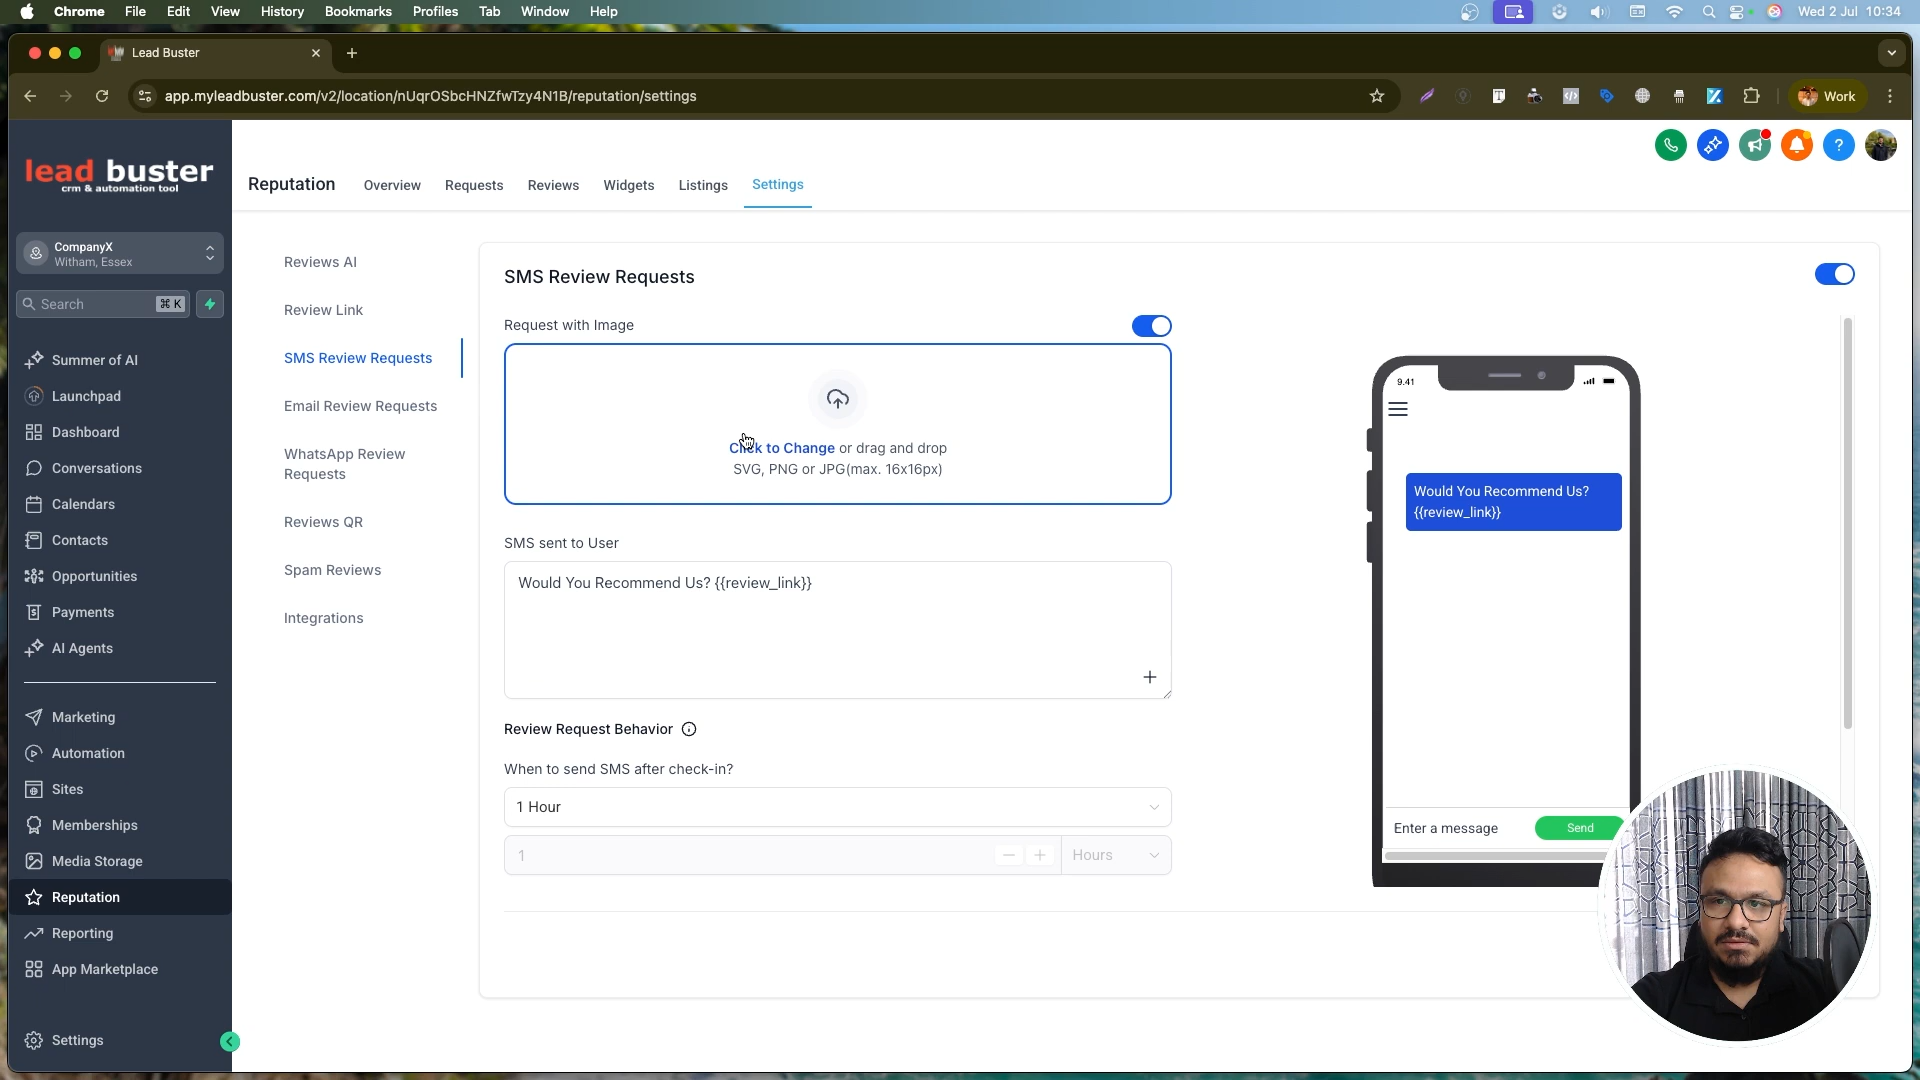 Chrome File Edit View History Bookmarks Profiles Tab Window Help
Wed 2 Jul 10:34
Lead Buster
app.myleadbuster.com/v2/location/nUqrOSbcHNZfwTzy4N1B/reputation/settings
Work
lead buster
crm & automation tool
CompanyX
Witham, Essex
Search ⌘ K
Summer of AI
Launchpad
Dashboard
Conversations
Calendars
Contacts
Opportunities
Payments
AI Agents
Marketing
Automation
Sites
Memberships
Media Storage
Reputation
Reporting
App Marketplace
Settings
Reputation Overview Requests Reviews Widgets Listings Settings
Reviews AI
Review Link
SMS Review Requests
Email Review Requests
WhatsApp Review
Requests
Reviews QR
Spam Reviews
Integrations
SMS Review Requests
Request with Image
Click to Change or drag and drop
SVG, PNG or JPG(max. 16x16px)
SMS sent to User
Would You Recommend Us? {{review_link}}
Review Request Behavior
When to send SMS after check-in?
1 Hour
1 Hours
9.41
Would You Recommend Us?
{{review_link}}
Enter a message Send